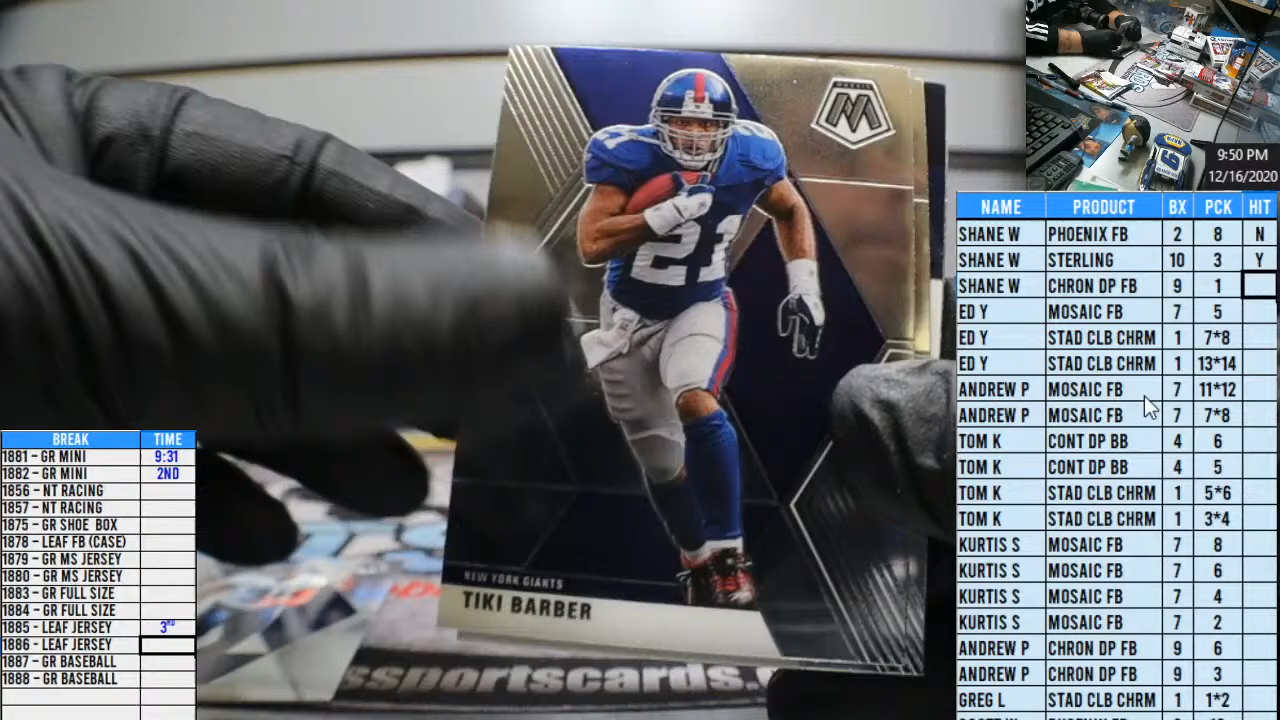 9:50 PM
12/16/2020
NAME PRODUCT BX PCK HIT
SHANE W PHOENIX FB 2 8 N
SHANE W STERLING 10 3 Y
SHANE W CHRON DP FB 9 1
ED Y MOSAIC FB 7 5
ED Y STAD CLB CHRM 1 7*8
ED Y STAD CLB CHRM 1 13*14
ANDREW P MOSAIC FB 7 11*12
ANDREW P MOSAIC FB 7 7*8
TOM K CONT DP BB 4 6
TOM K CONT DP BB 4 5
TOM K STAD CLB CHRM 1 5*6
TOM K STAD CLB CHRM 1 3*4
KURTIS S MOSAIC FB 7 8
KURTIS S MOSAIC FB 7 6
KURTIS S MOSAIC FB 7 4
KURTIS S MOSAIC FB 7 2
ANDREW P CHRON DP FB 9 6
ANDREW P CHRON DP FB 9 3
GREG L STAD CLB CHRM 1 1*2
BREAK TIME
1881 - GR MINI 9:31
1882 - GR MINI 2ND
1856 - NT RACING
1857 - NT RACING
1875 - GR SHOE BOX
1878 - LEAF FB (CASE)
1879 - GR MS JERSEY
1880 - GR MS JERSEY
1883 - GR FULL SIZE
1884 - GR FULL SIZE
1885 - LEAF JERSEY 3RD
1886 - LEAF JERSEY
1887 - GR BASEBALL
1888 - GR BASEBALL
MOSAIC
M
21
21
NEW YORK GIANTS
TIKI BARBER
ssportscards.c
9